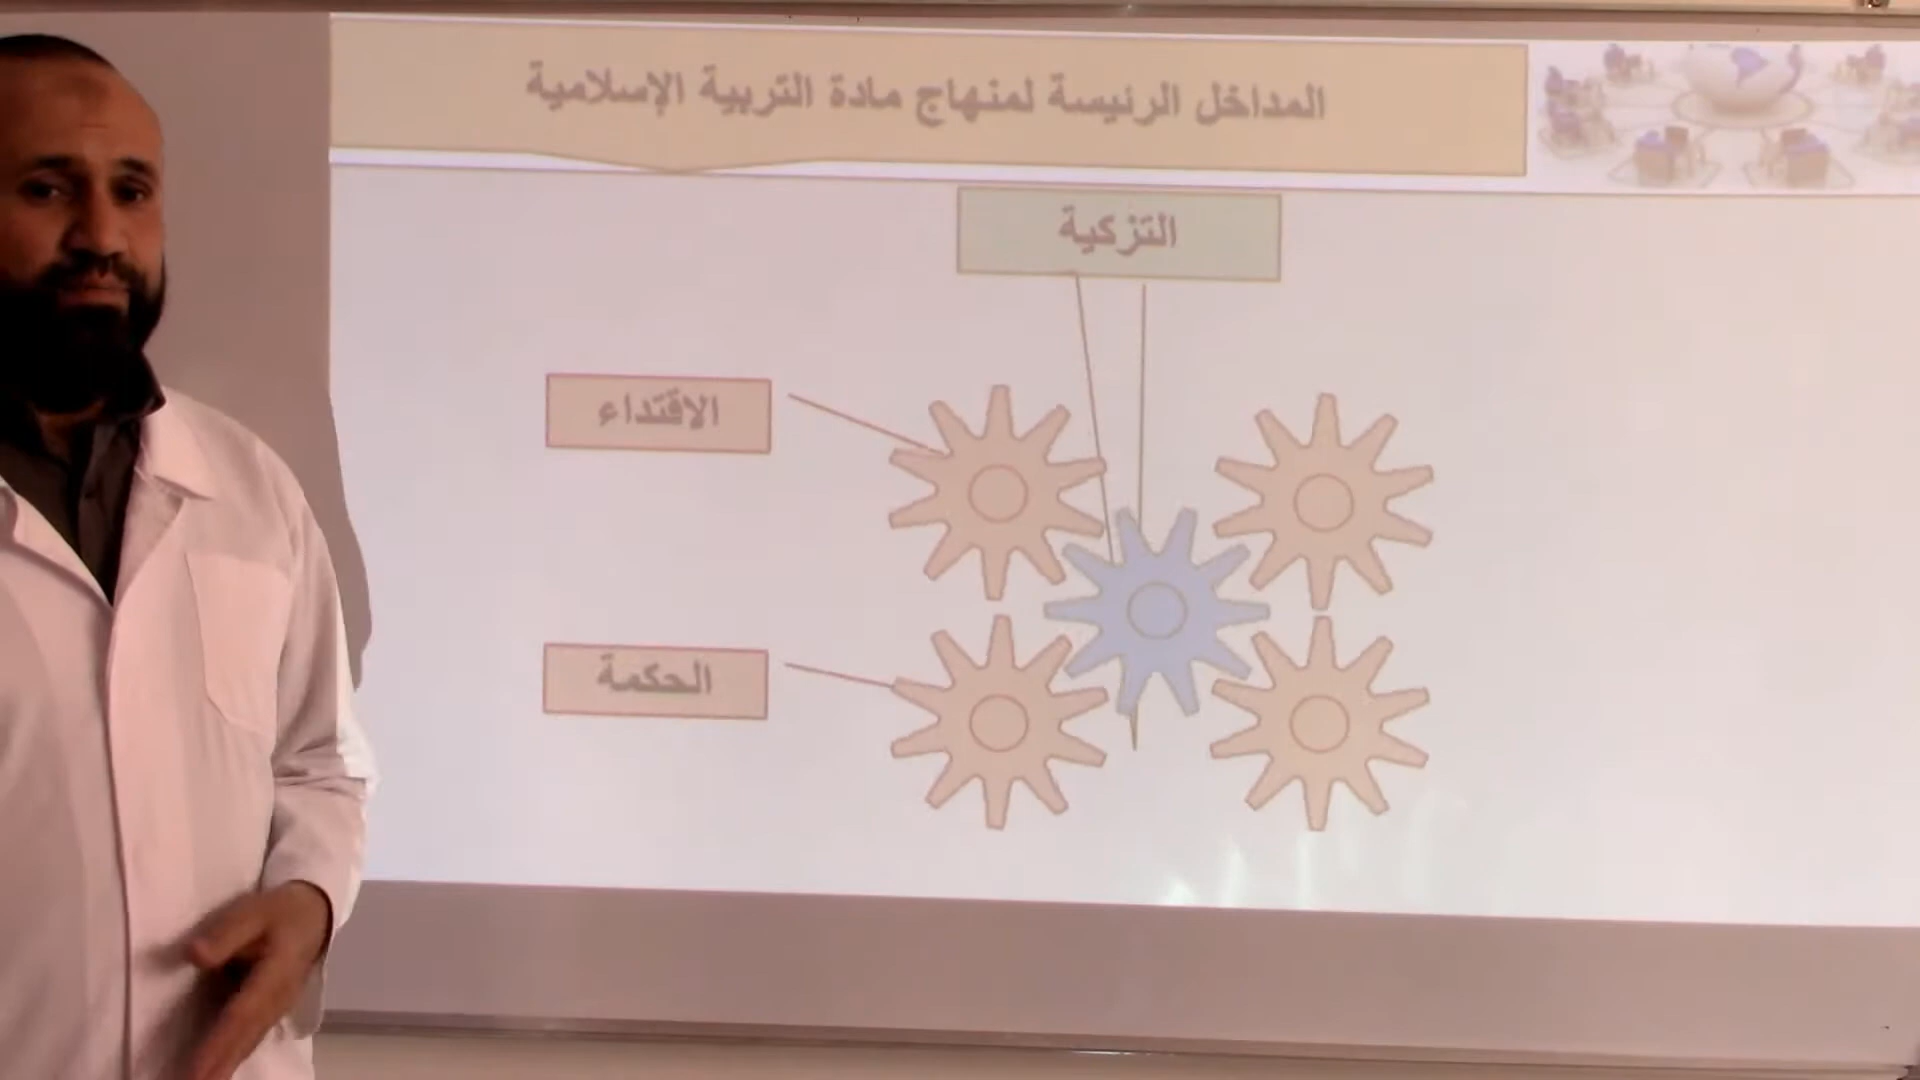 المداخل الرئيسة لمنهاج مادة التربية الإسلامية
التزكية
الاقتداء
الحكمة